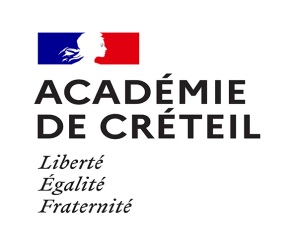 ACADÉMIE
DE CRÉTEIL
Liberté
Égalité
Fraternité